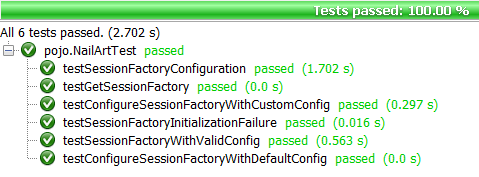 Tests passed: 100.00 %
All 6 tests passed. (2.702 s)
pojo.NailArtTest passed
testSessionFactoryConfiguration passed (1.702 s)
testGetSessionFactory passed (0.0 s)
testConfigureSessionFactoryWithCustomConfig passed (0.297 s)
testSessionFactoryInitializationFailure passed (0.016 s)
testSessionFactoryWithValidConfig passed (0.563 s)
testConfigureSessionFactoryWithDefaultConfig passed (0.0 s)